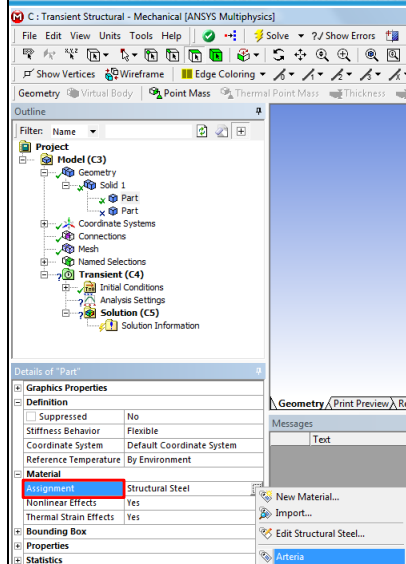 C : Transient Structural - Mechanical [ANSYS Multiphysics]
File Edit View Units Tools Help Solve ?/ Show Errors
Show Vertices Wireframe Edge Coloring
Geometry Virtual Body Point Mass Thermal Point Mass Thickness
Outline
Filter: Name
Project
Model (C3)
Geometry
Solid 1
Part
Part
Coordinate Systems
Connections
Mesh
Named Selections
Transient (C4)
Initial Conditions
Analysis Settings
Solution (C5)
Solution Information
Details of "Part"
Graphics Properties
Definition
Suppressed No
Stiffness Behavior Flexible
Coordinate System Default Coordinate System
Reference Temperature By Environment
Material
Assignment Structural Steel
Nonlinear Effects Yes
Thermal Strain Effects Yes
Bounding Box
Properties
Statistics
Geometry Print Preview
Messages
Text
New Material...
Import...
Edit Structural Steel...
Arteria